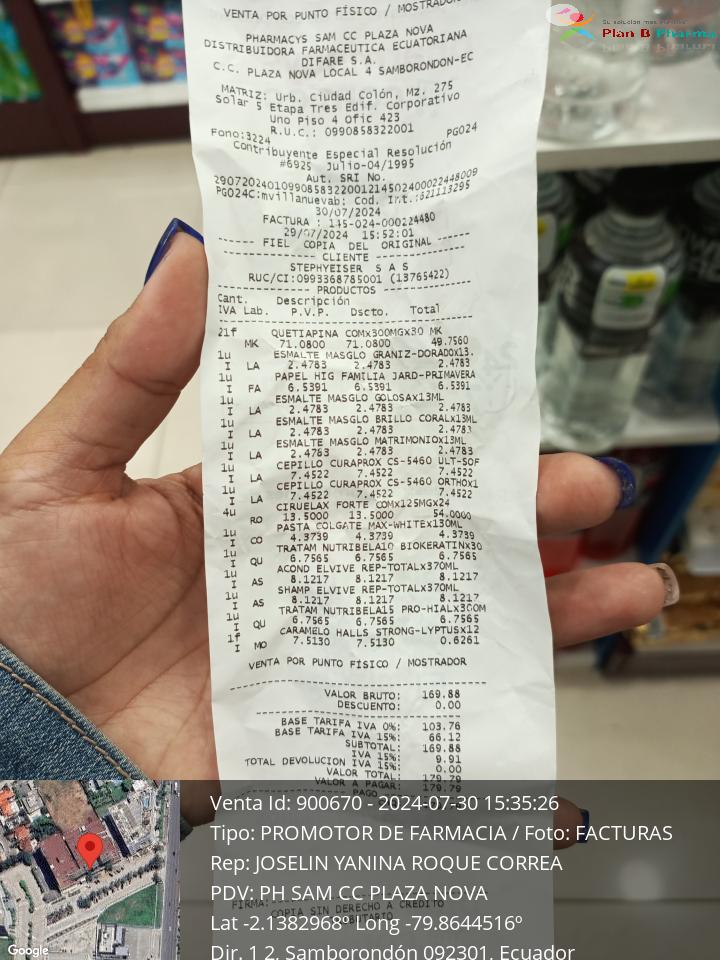 VENTA POR PUNTO FÍSICO / MOSTRADOR
Su solución más
Plan B Pharma
PHARMACYS SAM CC PLAZA NOVA
DISTRIBUIDORA FARMACEUTICA ECUATORIANA
DIFARE S.A.
C.C. PLAZA NOVA LOCAL 4 SAMBORONDON-EC
MATRIZ: Urb. Ciudad Colón, Mz. 275
Solar 5 Etapa Tres Edif. Corporativo
Uno Piso 4 Ofic 423
R.U.C.: 0990858322001
Fono:3224 PG024
Contribuyente Especial Resolución
#6925 Julio-04/1995
Aut. SRI No.
290720240109908583220012145024000224448009
PG024C:mvillanuevab; Cod. Int.:621113295
30/07/2024
FACTURA : 145-024-000224480
29/07/2024 15:52:01
------ FIEL COPIA DEL ORIGINAL ------
---------------- CLIENTE ----------------
STEPHYEISER S A S
RUC/CI:0993368785001 (13765422)
--------------- PRODUCTOS ---------------
Cant. Descripción
IVA Lab. P.V.P. Dscto. Total
21f QUETIAPINA COMx300MGx30 MK
MK 71.0800 71.0800 49.7560
1u ESMALTE MASGLO GRANIZ-DORADOx13.
I LA 2.4783 2.4783 2.4783
1u PAPEL HIG FAMILIA JARD-PRIMAVERA
I FA 6.5391 6.5391 6.5391
1u ESMALTE MASGLO GOLOSAx13ML
I LA 2.4783 2.4783 2.4783
1u ESMALTE MASGLO BRILLO CORALx13ML
I LA 2.4783 2.4783 2.4783
1u ESMALTE MASGLO MATRIMONIOx13ML
I LA 2.4783 2.4783 2.4783
1u CEPILLO CURAPROX CS-5460 ULT-SOF
I LA 7.4522 7.4522 7.4522
1u CEPILLO CURAPROX CS-5460 ORTHOx1
I LA 7.4522 7.4522 7.4522
4u CIRUELAX FORTE COMx125MGx24
RO 13.5000 13.5000 54.0000
1u PASTA COLGATE MAX-WHITEx130ML
I CO 4.3739 4.3739 4.3739
1u TRATAM NUTRIBELA10 BIOKERATINx30
I QU 6.7565 6.7565 6.7565
1u ACOND ELVIVE REP-TOTALx370ML
I AS 8.1217 8.1217 8.1217
1u SHAMP ELVIVE REP-TOTALx370ML
I AS 8.1217 8.1217 8.1217
1u TRATAM NUTRIBELA15 PRO-HIALx300M
I QU 6.7565 6.7565 6.7565
1f CARAMELO HALLS STRONG-LYPTUSx12
I MO 7.5130 7.5130 0.6261
VENTA POR PUNTO FÍSICO / MOSTRADOR
VALOR BRUTO: 169.88
DESCUENTO: 0.00
BASE TARIFA IVA 0%: 103.76
BASE TARIFA IVA 15%: 66.12
SUBTOTAL: 169.88
IVA 15%: 9.91
TOTAL DEVOLUCION IVA 15%: 0.00
VALOR TOTAL: 179.79
VALOR A PAGAR: 179.79
PAGO
Venta Id: 900670 - 2024-07-30 15:35:26
Tipo: PROMOTOR DE FARMACIA / Foto: FACTURAS
Rep: JOSELIN YANINA ROQUE CORREA
PDV: PH SAM CC PLAZA NOVA
FIRMA:
COPIA SIN DERECHO A CREDITO
TRIBUTARIO
Lat -2.1382968º Long -79.8644516º
Dir. 1 2, Samborondón 092301, Ecuador
Google